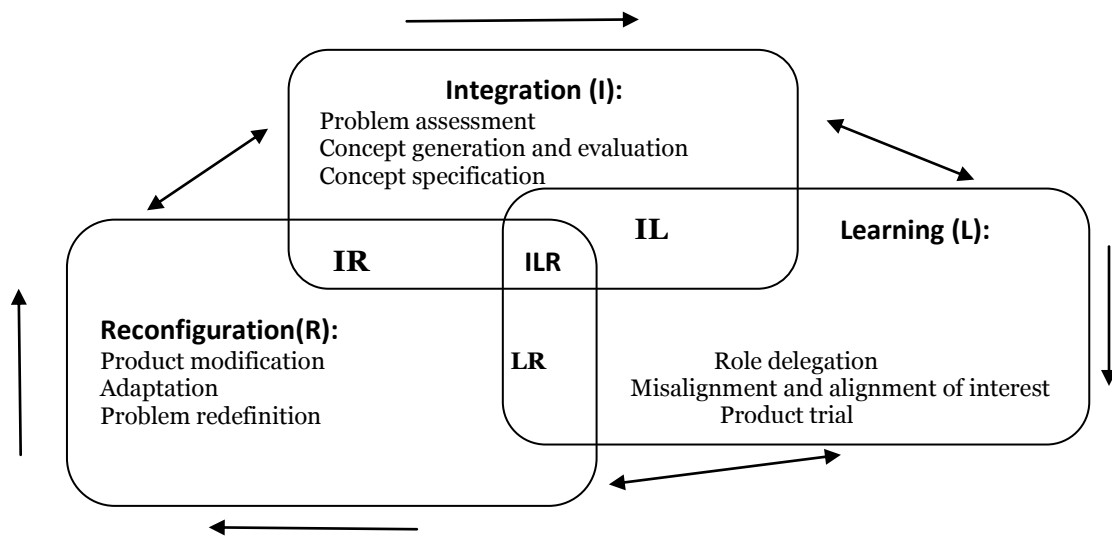 Integration (I):
Problem assessment
Concept generation and evaluation
Concept specification
IL
Learning (L):
IR
ILR
Reconfiguration(R):
Product modification
Adaptation
Problem redefinition
LR
Role delegation
Misalignment and alignment of interest
Product trial